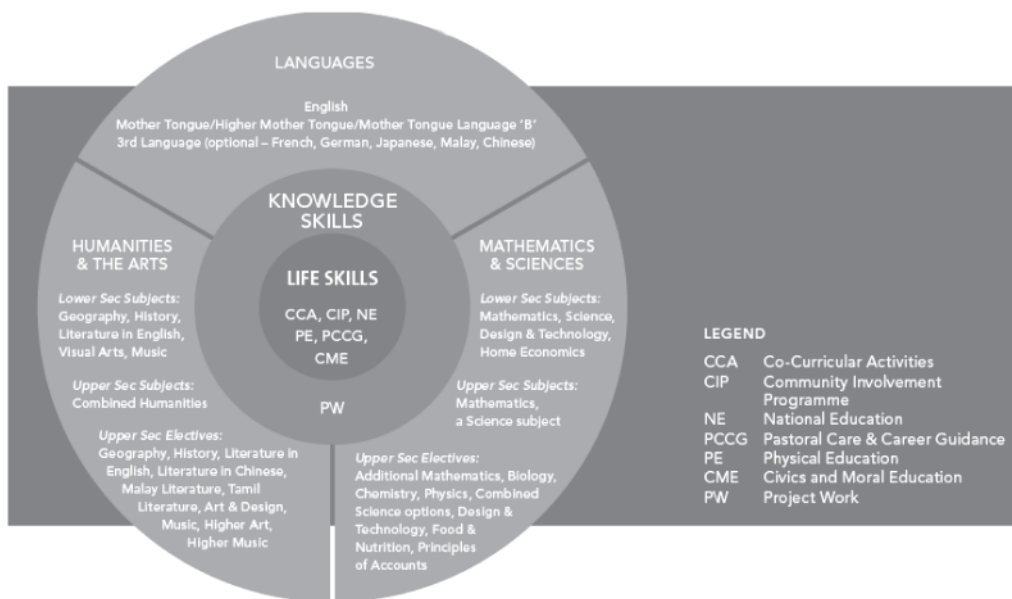 LANGUAGES
English
Mother Tongue/Higher Mother Tongue/Mother Tongue Language ‘B’
3rd Language (optional – French, German, Japanese, Malay, Chinese)
KNOWLEDGE
SKILLS
LIFE SKILLS
CCA, CIP, NE
PE, PCCG,
CME
PW
HUMANITIES
& THE ARTS
Lower Sec Subjects:
Geography, History,
Literature in English,
Visual Arts, Music
Upper Sec Subjects:
Combined Humanities
Upper Sec Electives:
Geography, History, Literature in
English, Literature in Chinese,
Malay Literature, Tamil
Literature, Art & Design,
Music, Higher Art,
Higher Music
MATHEMATICS
& SCIENCES
Lower Sec Subjects:
Mathematics, Science,
Design & Technology,
Home Economics
Upper Sec Subjects:
Mathematics,
a Science subject
Upper Sec Electives:
Additional Mathematics, Biology,
Chemistry, Physics, Combined
Science options, Design &
Technology, Food &
Nutrition, Principles
of Accounts
LEGEND
CCA Co-Curricular Activities
CIP Community Involvement
Programme
NE National Education
PCCG Pastoral Care & Career Guidance
PE Physical Education
CME Civics and Moral Education
PW Project Work